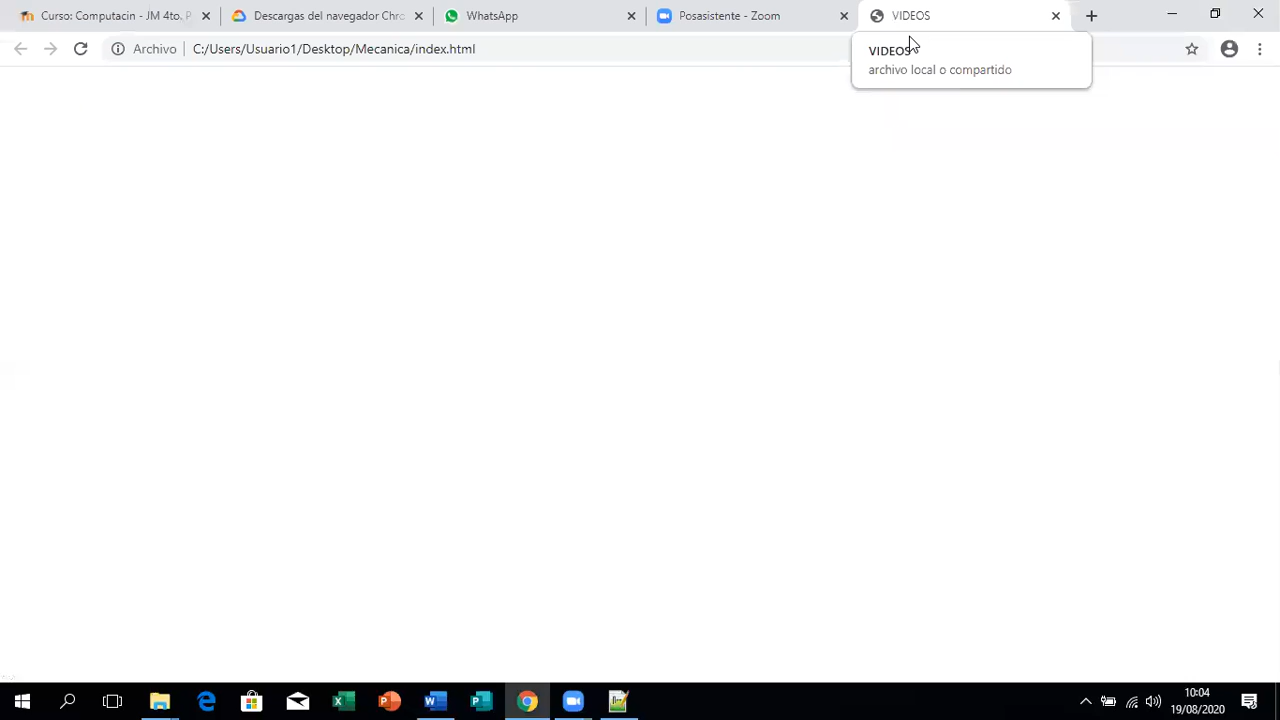 Curso: Computacin - JM 4to. P
Descargas del navegador Ch
WhatsApp
Posasistente - Zoom
VIDEOS
Archivo
C:/Users/Usuario1/Desktop/Mecanica/index.html
VIDEOS
archivo local o compartido
10:04
19/08/2020